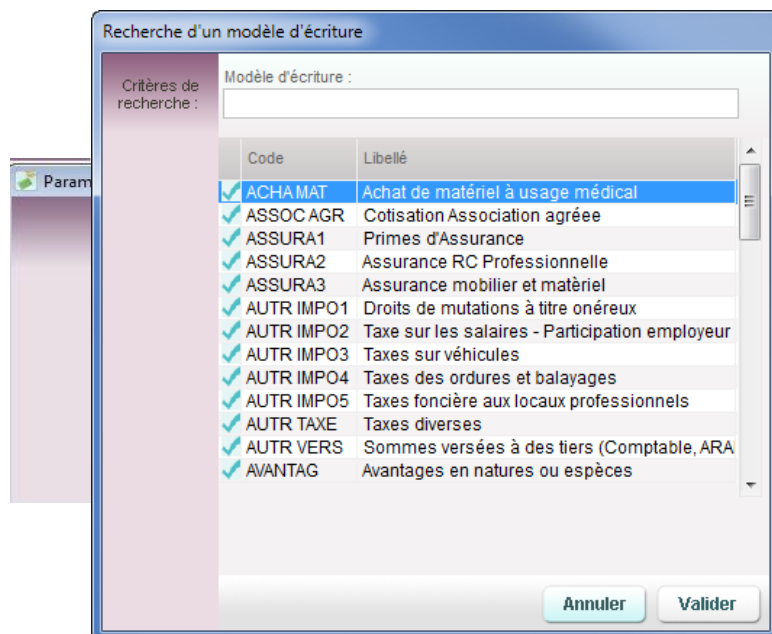 Recherche d'un modèle d'écriture
Critères de
recherche :
Modèle d'écriture :
Param
Code Libellé
ACHA MAT Achat de matériel à usage médical
ASSOC AGR Cotisation Association agréee
ASSURA1 Primes d'Assurance
ASSURA2 Assurance RC Professionnelle
ASSURA3 Assurance mobilier et matèriel
AUTR IMPO1 Droits de mutations à titre onéreux
AUTR IMPO2 Taxe sur les salaires - Participation employeur
AUTR IMPO3 Taxes sur véhicules
AUTR IMPO4 Taxes des ordures et balayages
AUTR IMPO5 Taxes foncière aux locaux professionnels
AUTR TAXE Taxes diverses
AUTR VERS Sommes versées à des tiers (Comptable, ARA
AVANTAG Avantages en natures ou espèces
Annuler Valider